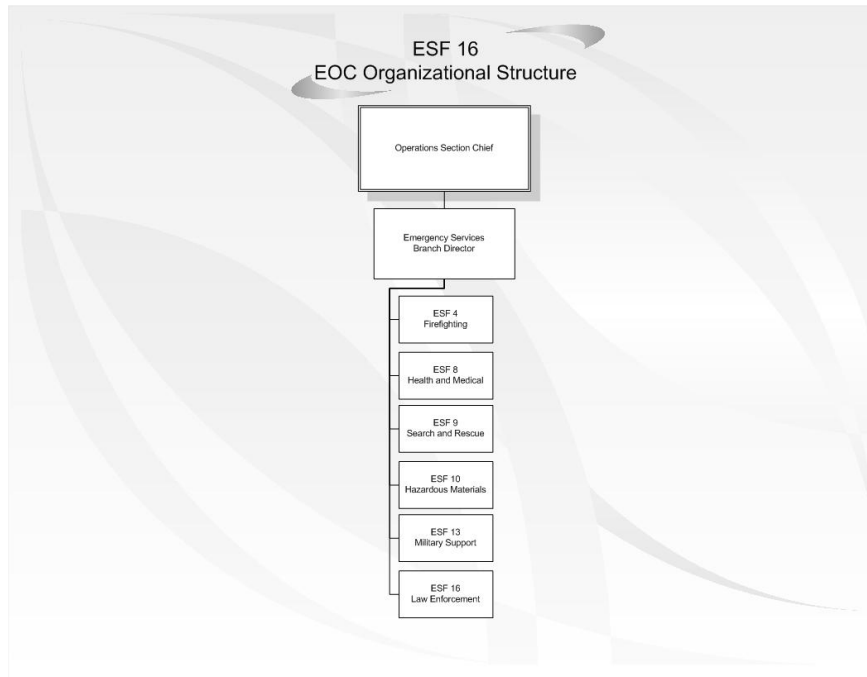 ESF 16
EOC Organizational Structure
Operations Section Chief
Emergency Services
Branch Director
ESF 4
Firefighting
ESF 8
Health and Medical
ESF 9
Search and Rescue
ESF 10
Hazardous Materials
ESF 13
Military Support
ESF 16
Law Enforcement